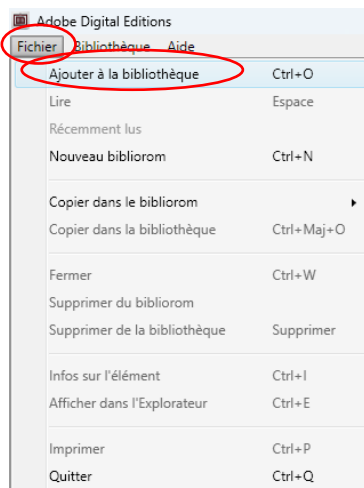 Adobe Digital Editions
Fichier Bibliothèque Aide
Ajouter à la bibliothèque Ctrl+O
Lire Espace
Récemment lus
Nouveau bibliorom Ctrl+N
Copier dans le bibliorom
Copier dans la bibliothèque Ctrl+Maj+O
Fermer Ctrl+W
Supprimer du bibliorom
Supprimer de la bibliothèque Supprimer
Infos sur l'élément Ctrl+I
Afficher dans l'Explorateur Ctrl+E
Imprimer Ctrl+P
Quitter Ctrl+Q